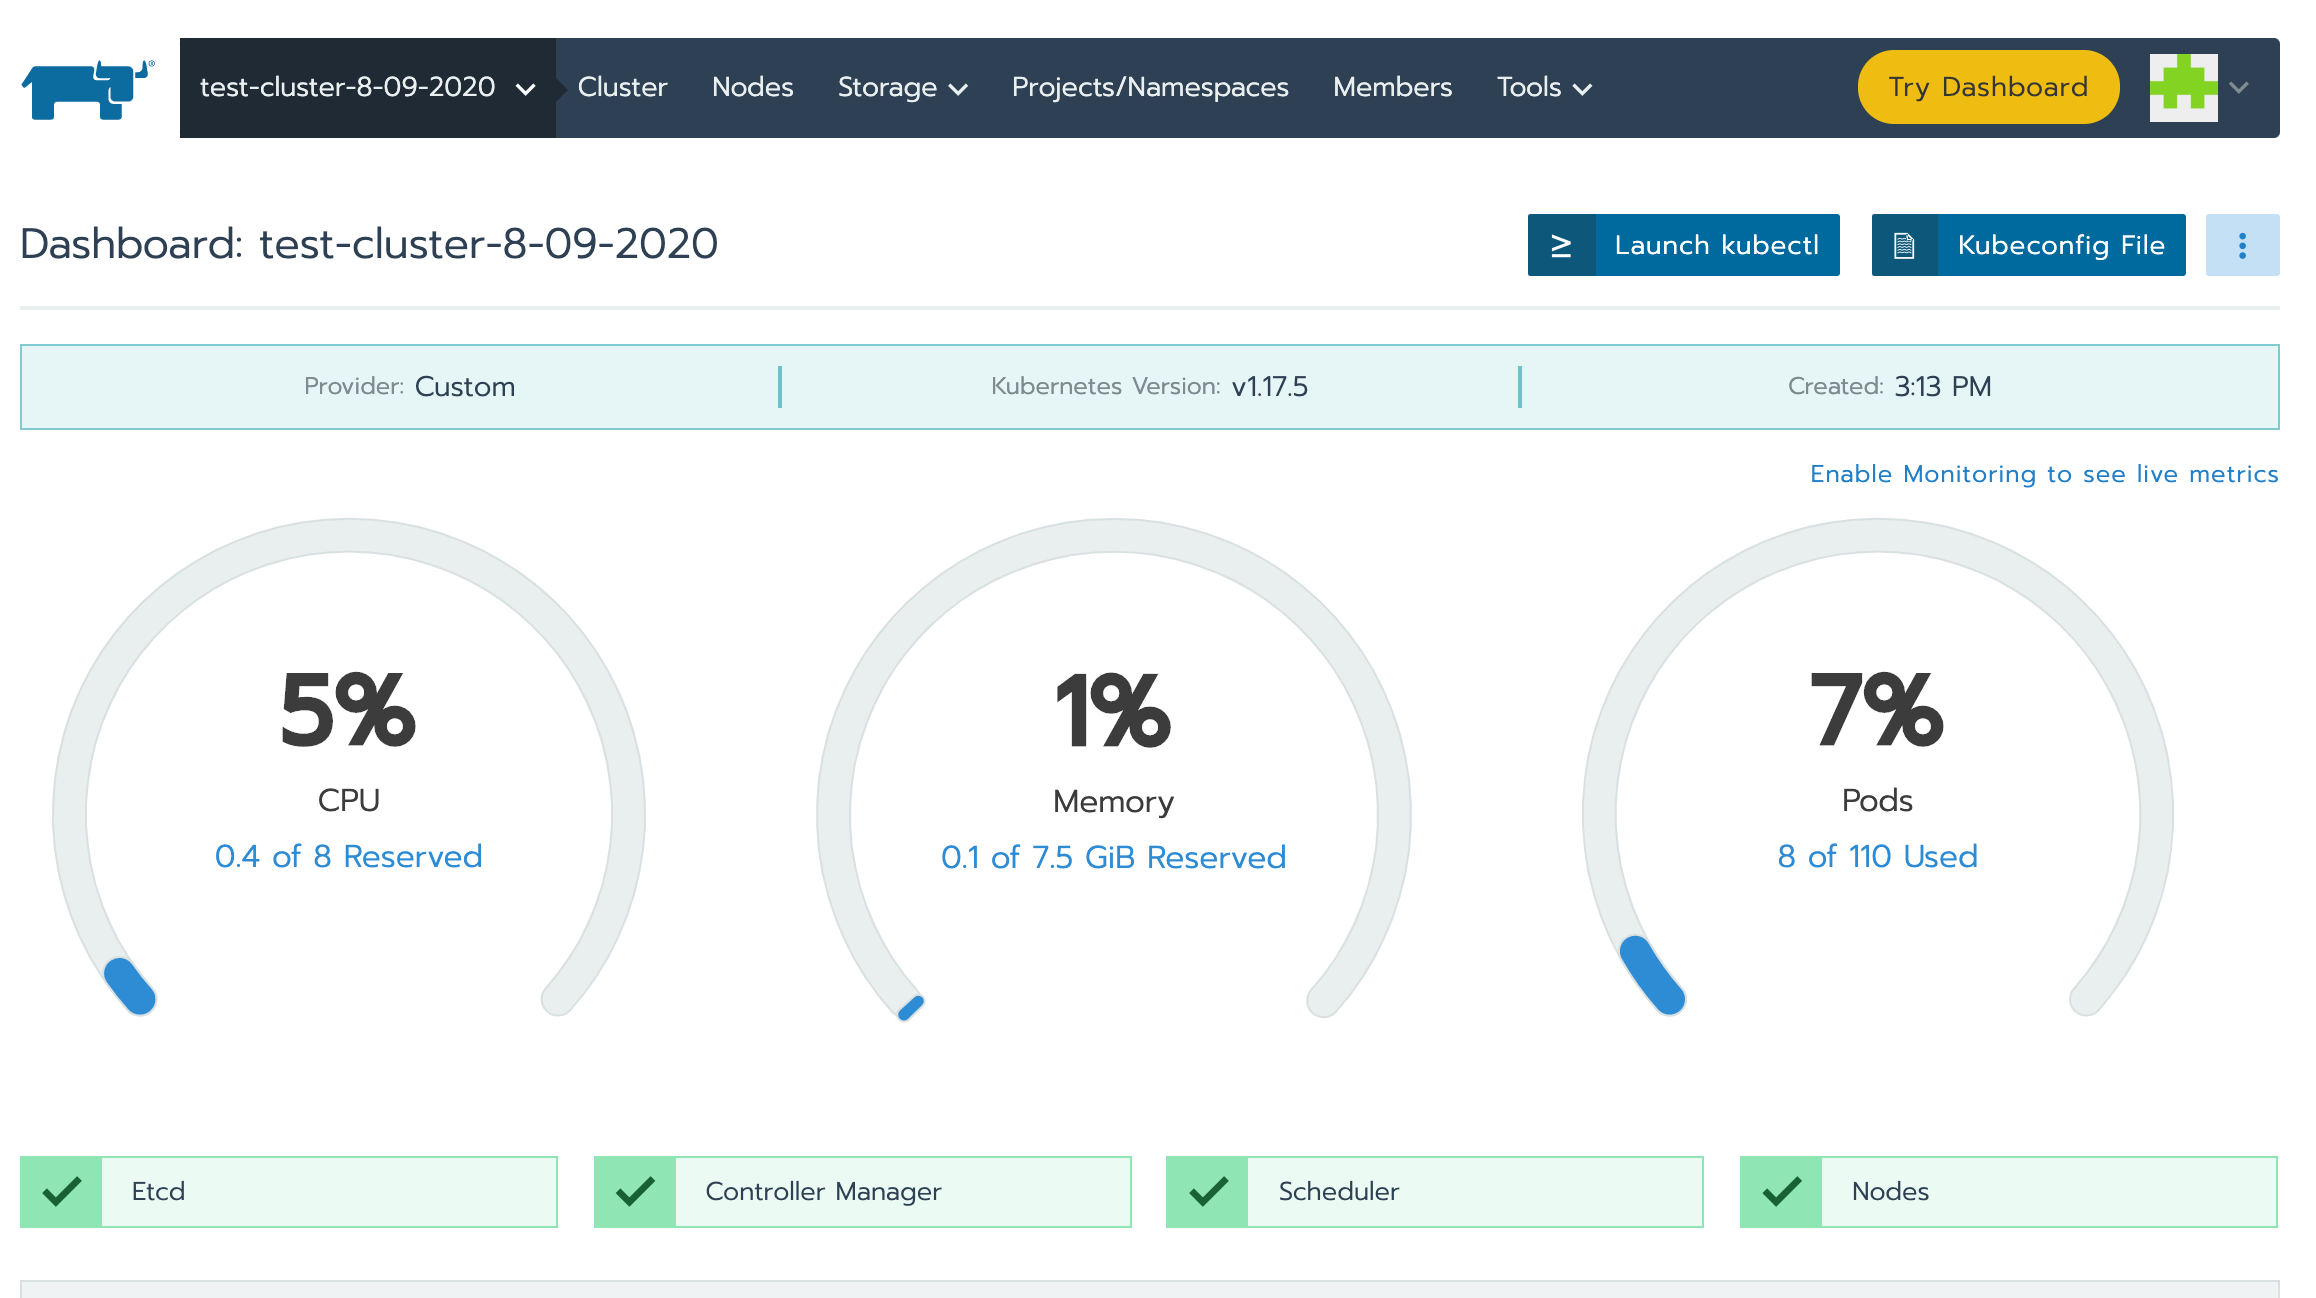 test-cluster-8-09-2020 Cluster Nodes Storage Projects/Namespaces Members Tools Try Dashboard
Dashboard: test-cluster-8-09-2020 Launch kubectl Kubeconfig File
Provider: Custom Kubernetes Version: v1.17.5 Created: 3:13 PM
Enable Monitoring to see live metrics
5%
CPU
0.4 of 8 Reserved
1%
Memory
0.1 of 7.5 GiB Reserved
7%
Pods
8 of 110 Used
Etcd Controller Manager Scheduler Nodes